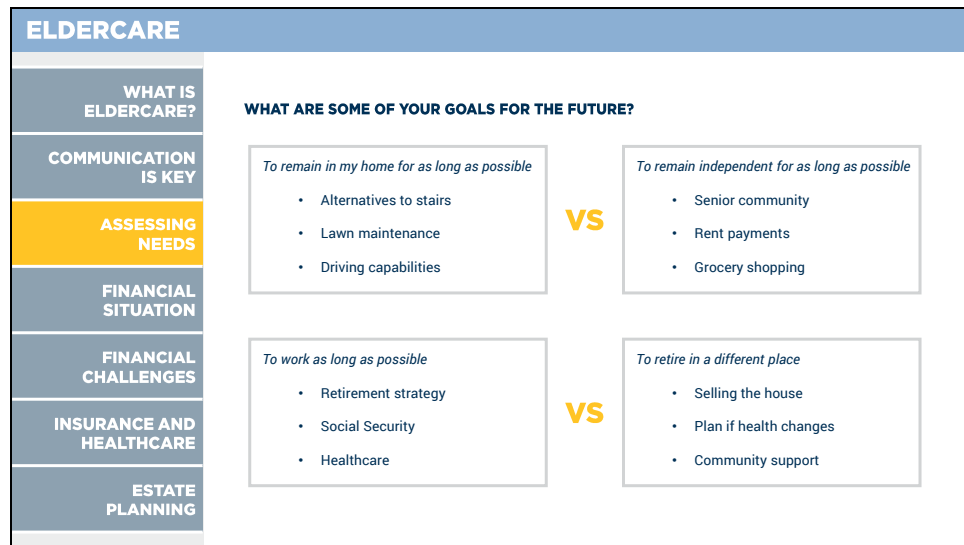 ELDERCARE
WHAT IS
ELDERCARE?
COMMUNICATION
IS KEY
ASSESSING
NEEDS
FINANCIAL
SITUATION
FINANCIAL
CHALLENGES
INSURANCE AND
HEALTHCARE
ESTATE
PLANNING
WHAT ARE SOME OF YOUR GOALS FOR THE FUTURE?
To remain in my home for as long as possible
• Alternatives to stairs
• Lawn maintenance
• Driving capabilities
VS
To remain independent for as long as possible
• Senior community
• Rent payments
• Grocery shopping
To work as long as possible
• Retirement strategy
• Social Security
• Healthcare
VS
To retire in a different place
• Selling the house
• Plan if health changes
• Community support